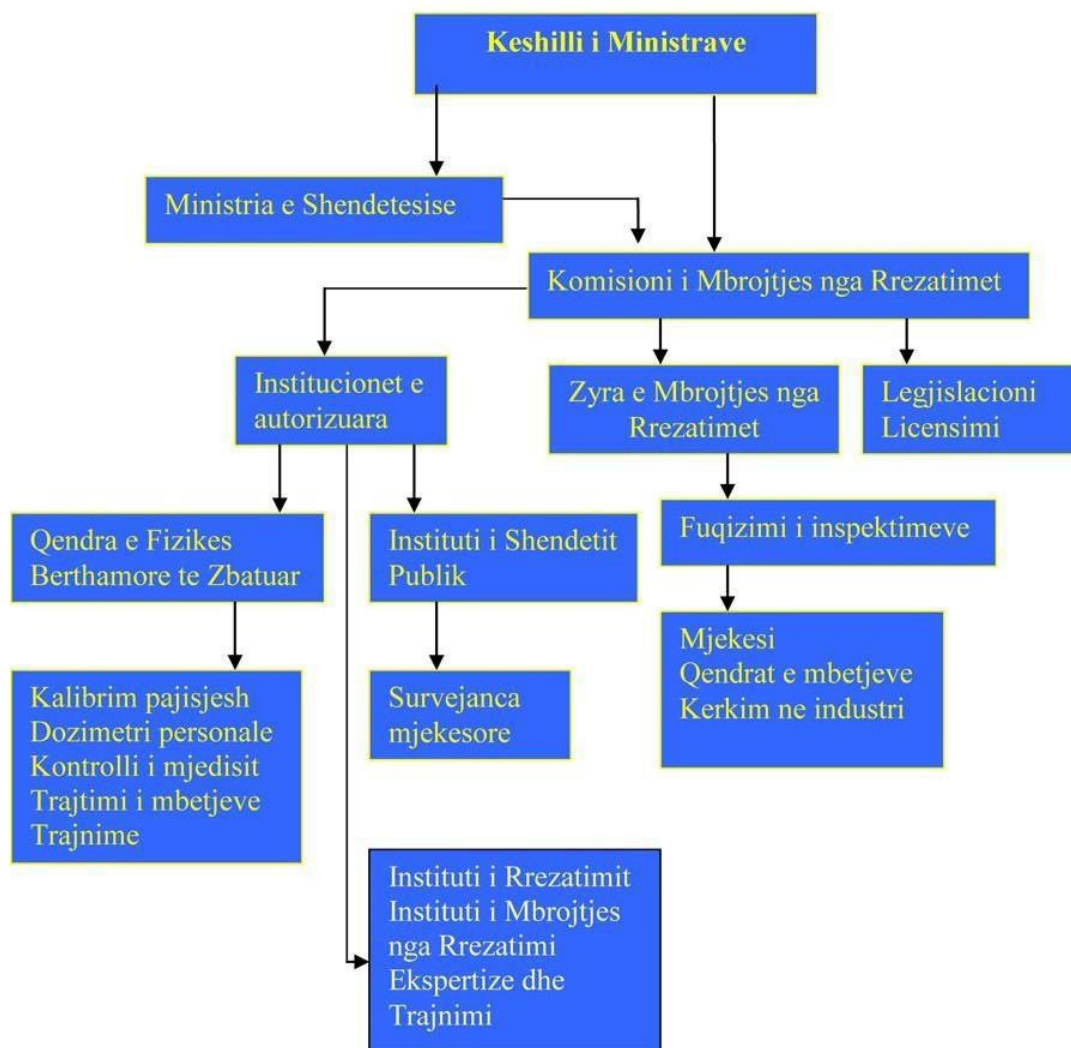 Keshilli i Ministrave
Ministria e Shendetesise
Komisioni i Mbrojtjes nga Rrezatimet
Institucionet e
autorizuara
Zyra e Mbrojtjes nga
Rrezatimet
Legjislacioni
Licensimi
Qendra e Fizikes
Berthamore te Zbatuar
Instituti i Shendetit
Publik
Fuqizimi i inspektimeve
Kalibrim pajisjesh
Dozimetri personale
Kontrolli i mjedisit
Trajtimi i mbetjeve
Trajnime
Survejanca
mjekesore
Mjekesi
Qendrat e mbetjeve
Kerkim ne industri
Instituti i Rrezatimit
Instituti i Mbrojtjes
nga Rrezatimi
Ekspertize dhe
Trajnimi